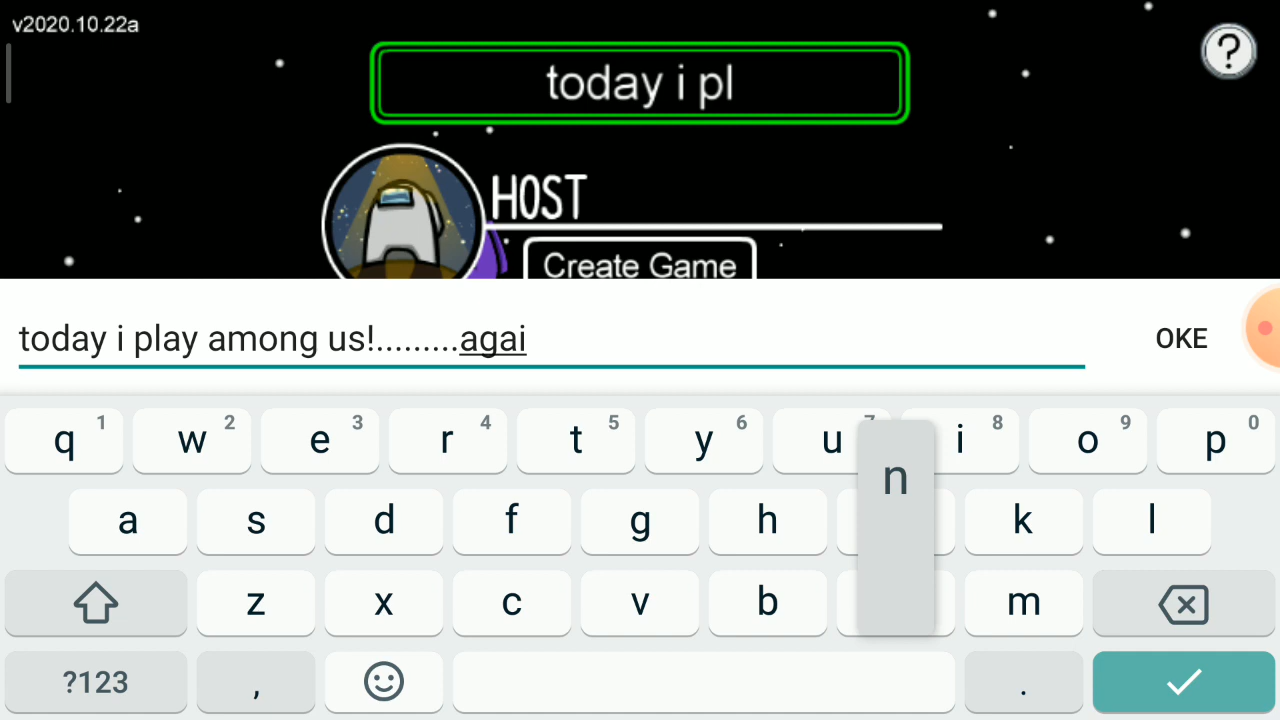 v2020.10.22a
?
today i pl
HOST
Create Game
today i play among us!.........agai
OKE
q 1 w 2 e 3 r 4 t 5 y 6 u 7 i 8 o 9 p 0
n
a s d f g h k l
z x c v b m
?123 , .